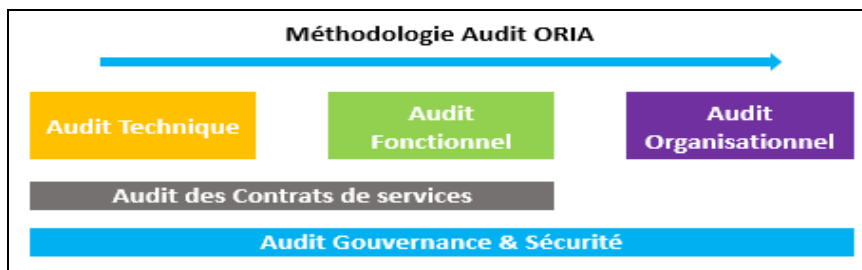 Méthodologie Audit ORIA
Audit Technique
Audit
Fonctionnel
Audit
Organisationnel
Audit des Contrats de services
Audit Gouvernance & Sécurité